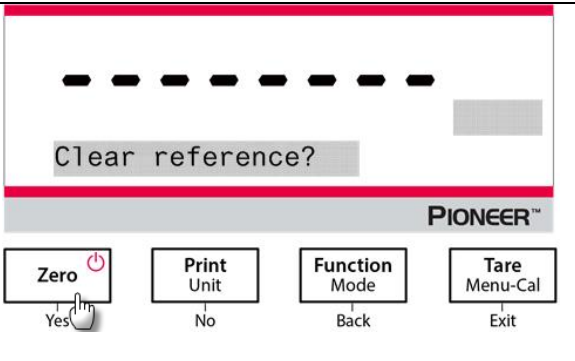 --------
Clear reference?
PIONEER™
Zero Print Function Tare
Unit Mode Menu-Cal
Yes No Back Exit